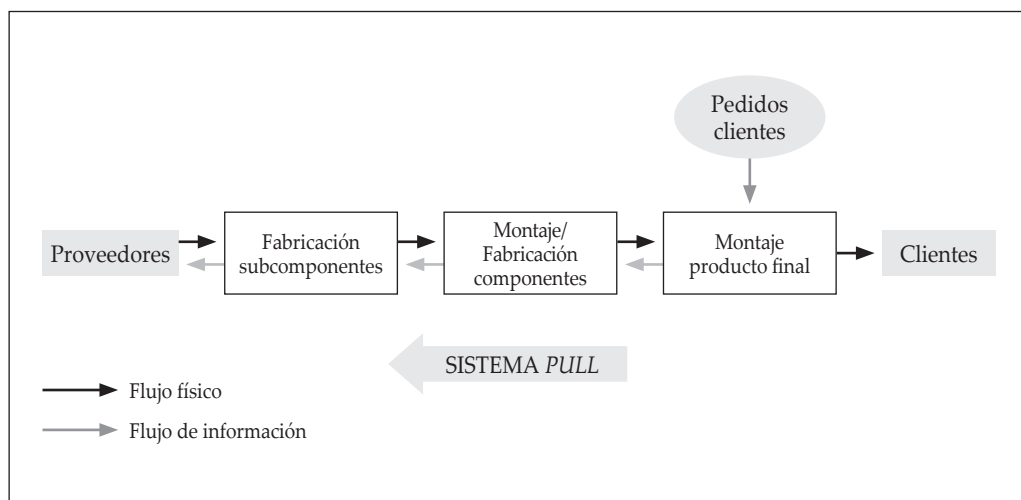 Pedidos
clientes
Proveedores
Fabricación
subcomponentes
Montaje/
Fabricación
componentes
Montaje
producto final
Clientes
SISTEMA PULL
Flujo físico
Flujo de información